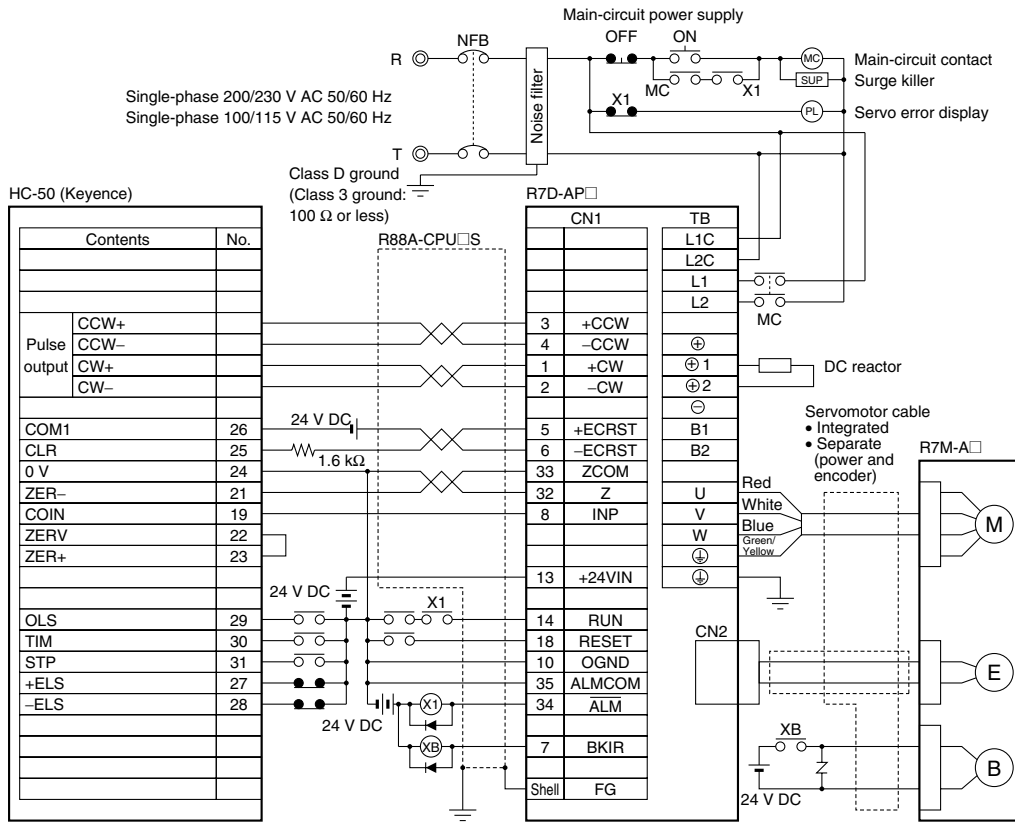 Main-circuit power supply
R
NFB
OFF
ON
MC
Main-circuit contact
SUP
Surge killer
MC
X1
Single-phase 200/230 V AC 50/60 Hz
Single-phase 100/115 V AC 50/60 Hz
Noise filter
X1
PL
Servo error display
T
Class D ground
(Class 3 ground:
100 Ω or less)
HC-50 (Keyence)
R88A-CPU□S
R7D-AP□
Contents No.
CN1 TB
L1C
L2C
L1
L2
MC
Pulse output
CCW+
CCW–
CW+
CW–
3 +CCW
4 –CCW ⊕
1 +CW ⊕ 1
2 –CW ⊕ 2
DC reactor
⊖
COM1 26
24 V DC
5 +ECRST B1
CLR 25
1.6 kΩ
6 –ECRST B2
0 V 24
33 ZCOM
ZER– 21
32 Z U
COIN 19
8 INP V
ZERV 22
W
ZER+ 23
Red
White
Blue
Green/
Yellow
Servomotor cable
• Integrated
• Separate
(power and
encoder)
R7M-A□
M
24 V DC
13 +24VIN
OLS 29
X1
14 RUN
TIM 30
18 RESET
STP 31
10 OGND
+ELS 27
35 ALMCOM
–ELS 28
24 V DC
X1
34 ALM
XB
7 BKIR
Shell FG
CN2
E
XB
24 V DC
B